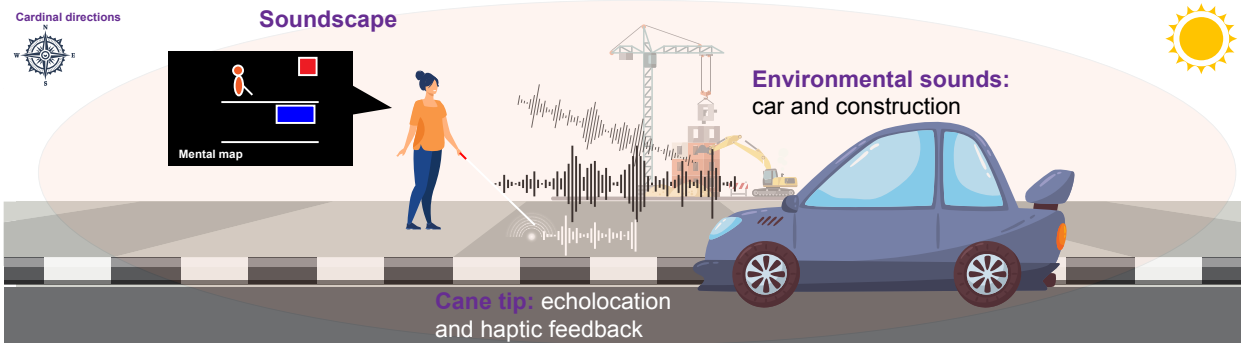 Cardinal directions
N
W E
S
Soundscape
Mental map
Environmental sounds:
car and construction
Cane tip: echolocation
and haptic feedback